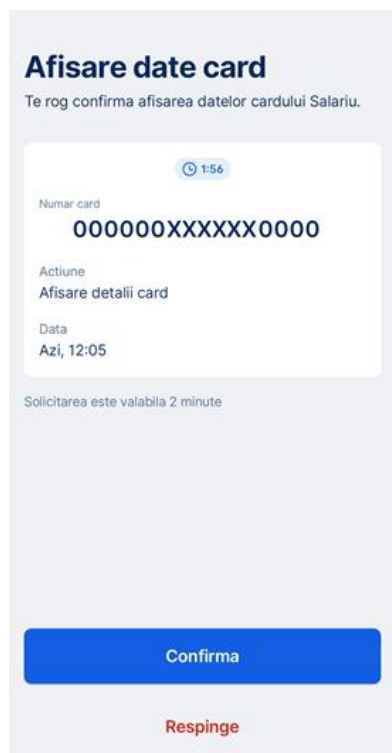 Afisare date card
Te rog confirma afisarea datelor cardului Salariu.
1:56
Numar card
000000XXXXXX0000
Actiune
Afisare detalii card
Data
Azi, 12:05
Solicitarea este valabila 2 minute
Confirma
Respinge